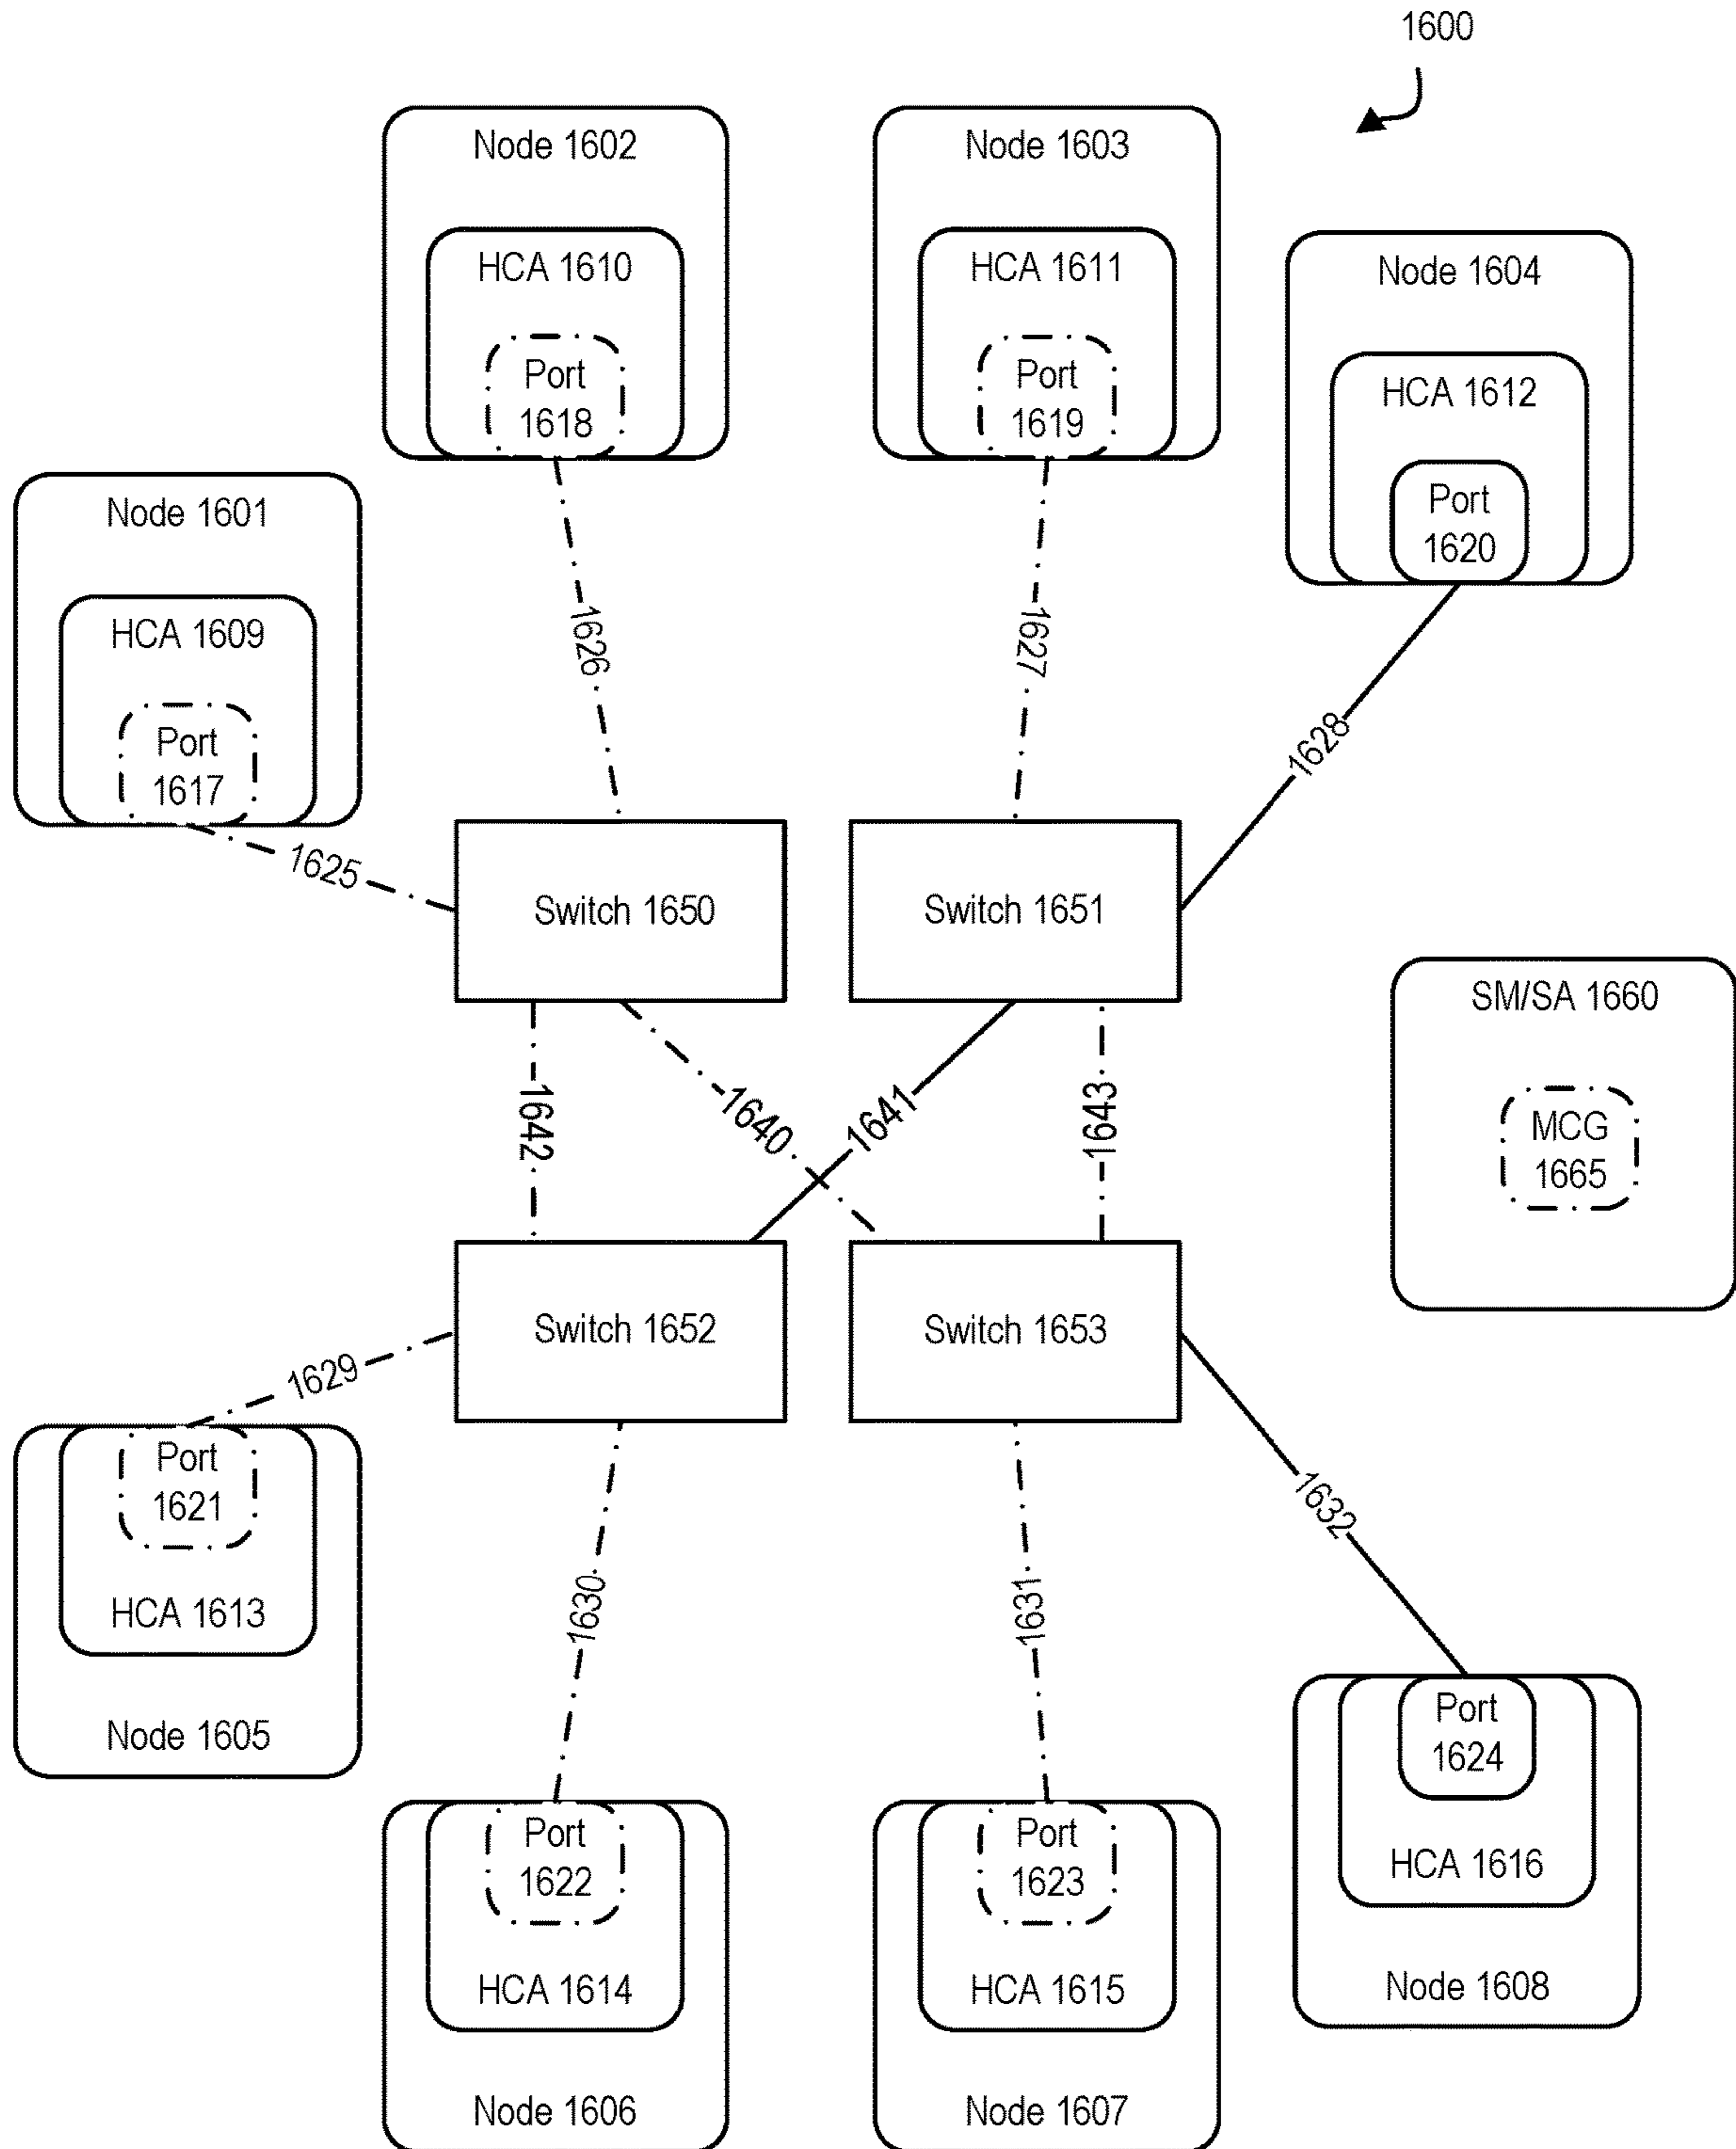 1600
Node 1602
HCA 1610
Port
1618
Node 1603
HCA 1611
Port
1619
Node 1604
HCA 1612
Port
1620
Node 1601
HCA 1609
Port
1617
1626
1627
1628
1625
Switch 1650
Switch 1651
SM/SA 1660
MCG
1665
1642
1640
1641
1643
Switch 1652
Switch 1653
1629
1630
1631
1632
Port
1621
HCA 1613
Node 1605
Port
1622
HCA 1614
Node 1606
Port
1623
HCA 1615
Node 1607
Port
1624
HCA 1616
Node 1608